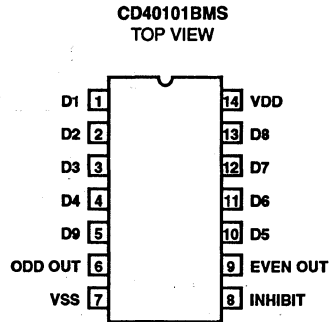 CD40101BMS
TOP VIEW
D1 1 14 VDD
D2 2 13 D8
D3 3 12 D7
D4 4 11 D6
D9 5 10 D5
ODD OUT 6 9 EVEN OUT
VSS 7 8 INHIBIT